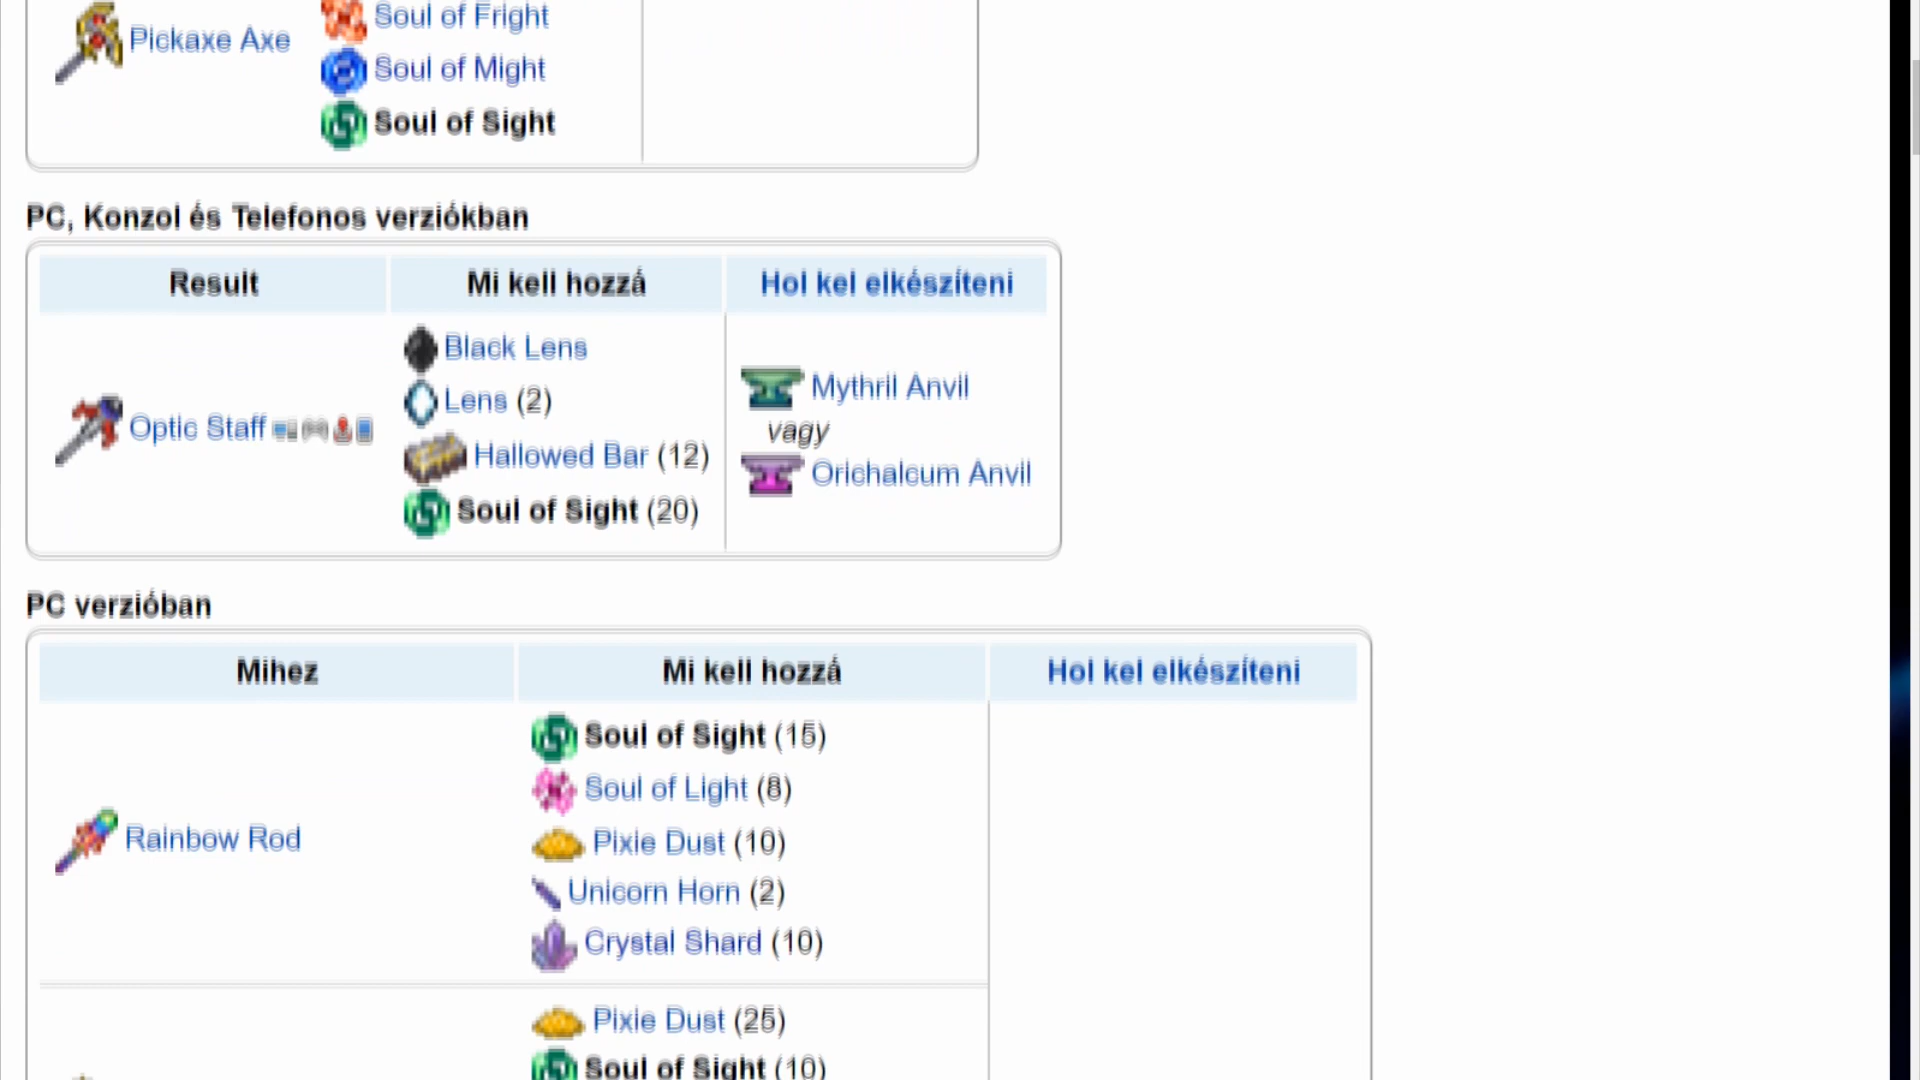 Soul of Fright
Pickaxe Axe
Soul of Might
Soul of Sight
PC, Konzol és Telefonos verziókban
Result Mi kell hozzá Hol kel elkészíteni
Black Lens
Lens (2)
Optic Staff
Hallowed Bar (12)
Soul of Sight (20)
Mythril Anvil
vagy
Orichalcum Anvil
PC verzióban
Mihez Mi kell hozzá Hol kel elkészíteni
Rainbow Rod
Soul of Sight (15)
Soul of Light (8)
Pixie Dust (10)
Unicorn Horn (2)
Crystal Shard (10)
Pixie Dust (25)
Soul of Sight (10)